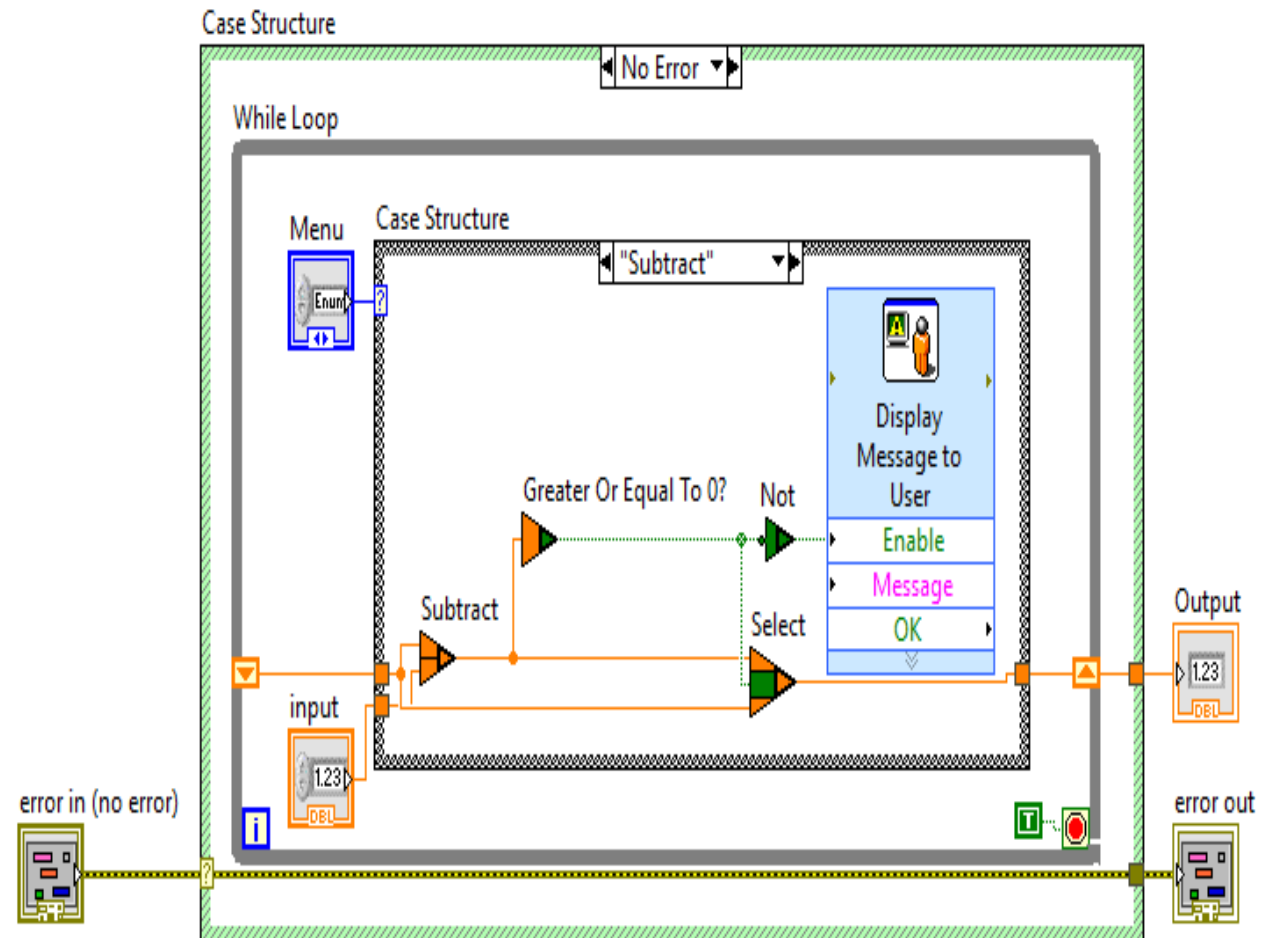 Case Structure
No Error
While Loop
Menu
Case Structure
"Subtract"
Enum
?
Display
Message to
User
Greater Or Equal To 0?
Not
Enable
Message
Subtract
Select
OK
Output
1.23
DBL
input
1.23
DBL
error in (no error)
i
T
error out
?